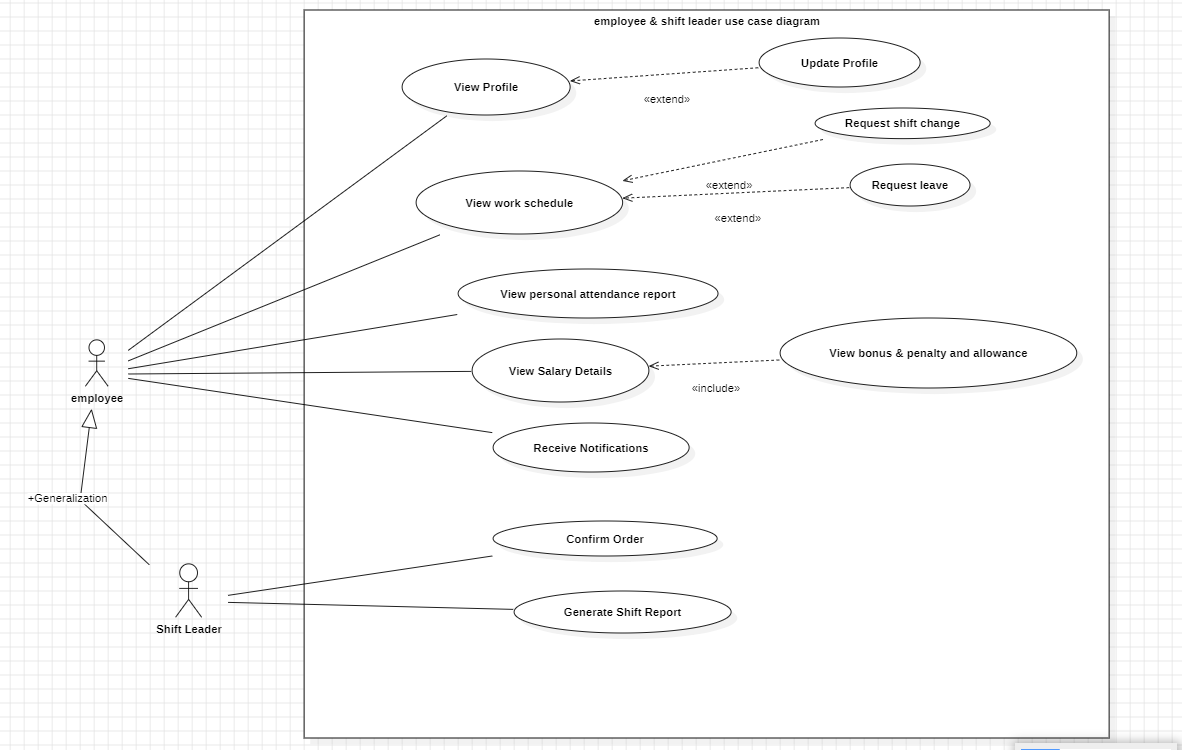 employee & shift leader use case diagram
View Profile
Update Profile
«extend»
Request shift change
«extend»
View work schedule
Request leave
«extend»
View personal attendance report
View Salary Details
View bonus & penalty and allowance
«include»
employee
Receive Notifications
+Generalization
Confirm Order
Generate Shift Report
Shift Leader